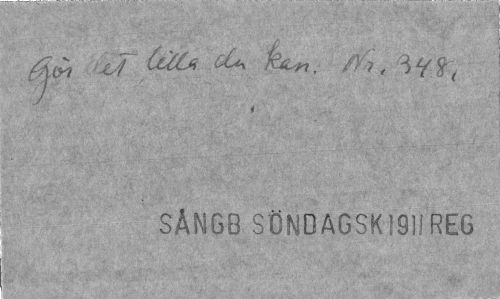 Gör det lilla du kan. Nr. 348.
SÅNGB SÖNDAGSK 1911 REG